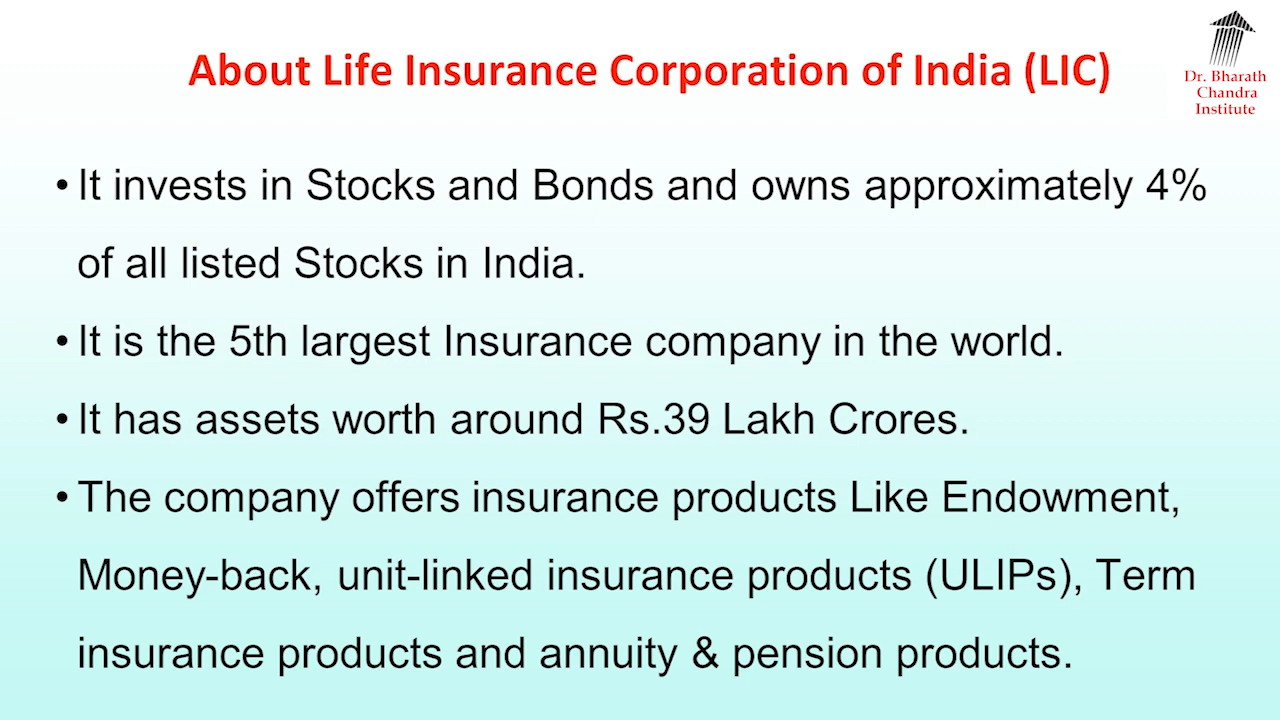 About Life Insurance Corporation of India (LIC)
Dr. Bharath
Chandra
Institute
• It invests in Stocks and Bonds and owns approximately 4%
of all listed Stocks in India.
• It is the 5th largest Insurance company in the world.
• It has assets worth around Rs.39 Lakh Crores.
• The company offers insurance products Like Endowment,
Money-back, unit-linked insurance products (ULIPs), Term
insurance products and annuity & pension products.